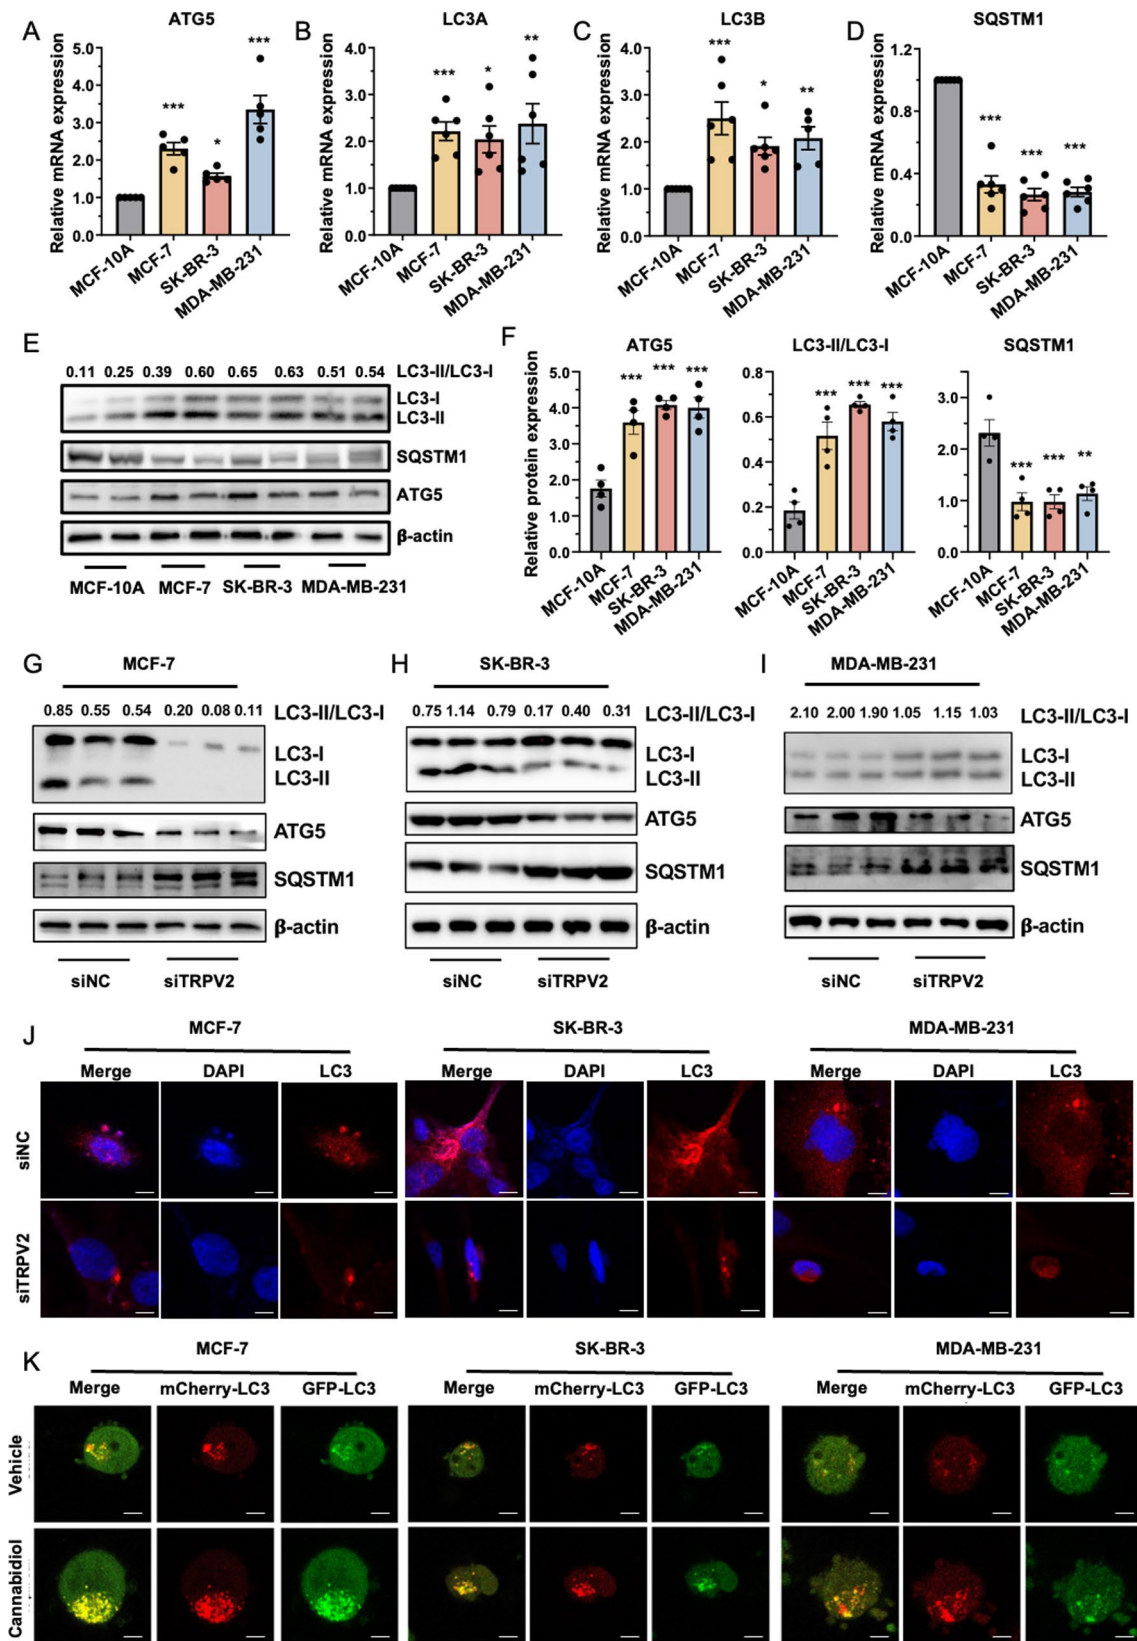 A
ATG5
Relative mRNA expression
5.0
4.0
3.0
2.0
1.0
0.0
***
*
***
MCF-10A
MCF-7
SK-BR-3
MDA-MB-231
B
LC3A
Relative mRNA expression
4.0
3.0
2.0
1.0
0.0
***
*
**
MCF-10A
MCF-7
SK-BR-3
MDA-MB-231
C
LC3B
Relative mRNA expression
4.0
3.0
2.0
1.0
0.0
***
*
**
MCF-10A
MCF-7
SK-BR-3
MDA-MB-231
D
SQSTM1
Relative mRNA expression
1.2
0.8
0.4
0.0
***
***
***
MCF-10A
MCF-7
SK-BR-3
MDA-MB-231
E
0.11 0.25 0.39 0.60 0.65 0.63 0.51 0.54 LC3-II/LC3-I
LC3-I
LC3-II
SQSTM1
ATG5
β-actin
MCF-10A MCF-7 SK-BR-3 MDA-MB-231
F
ATG5
Relative protein expression
5.0
4.0
3.0
2.0
1.0
0.0
***
***
***
MCF-10A
MCF-7
SK-BR-3
MDA-MB-231
LC3-II/LC3-I
0.8
0.6
0.4
0.2
0.0
***
***
***
MCF-10A
MCF-7
SK-BR-3
MDA-MB-231
SQSTM1
3.0
2.0
1.0
0.0
***
***
**
MCF-10A
MCF-7
SK-BR-3
MDA-MB-231
G
MCF-7
0.85 0.55 0.54 0.20 0.08 0.11 LC3-II/LC3-I
LC3-I
LC3-II
ATG5
SQSTM1
β-actin
siNC siTRPV2
H
SK-BR-3
0.75 1.14 0.79 0.17 0.40 0.31 LC3-II/LC3-I
LC3-I
LC3-II
ATG5
SQSTM1
β-actin
siNC siTRPV2
I
MDA-MB-231
2.10 2.00 1.90 1.05 1.15 1.03 LC3-II/LC3-I
LC3-I
LC3-II
ATG5
SQSTM1
β-actin
siNC siTRPV2
J
MCF-7 SK-BR-3 MDA-MB-231
Merge DAPI LC3 Merge DAPI LC3 Merge DAPI LC3
siNC
siTRPV2
K
MCF-7 SK-BR-3 MDA-MB-231
Merge mCherry-LC3 GFP-LC3 Merge mCherry-LC3 GFP-LC3 Merge mCherry-LC3 GFP-LC3
Vehicle
Cannabidiol